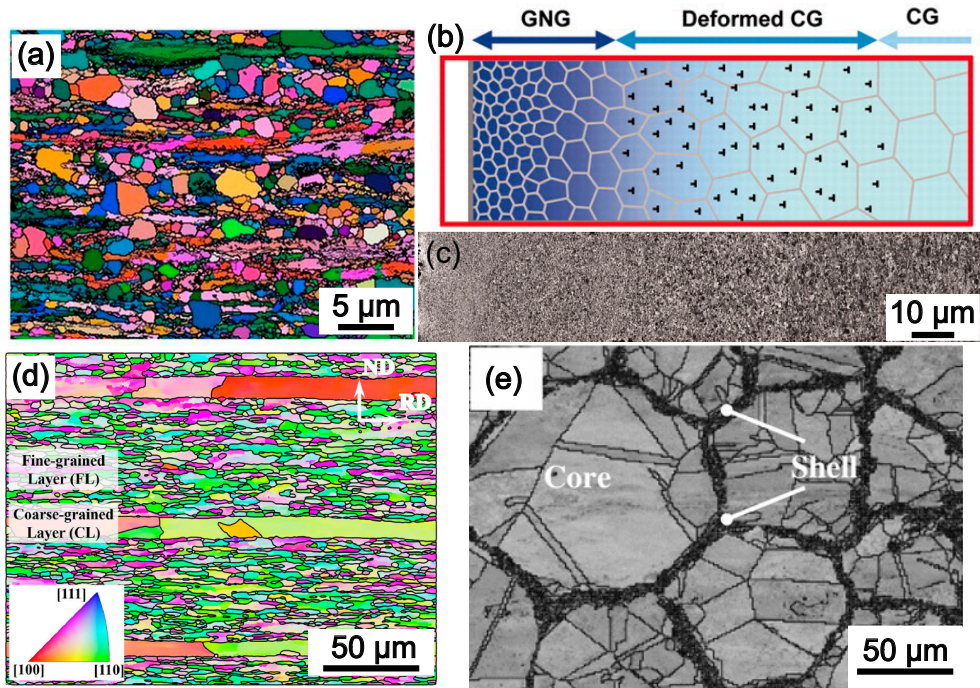 (a)
5 μm
(b)
GNG
Deformed CG
CG
(c)
10 μm
(d)
ND
RD
Fine-grained
Layer (FL)
Coarse-grained
Layer (CL)
[111]
[100]
[110]
50 μm
(e)
Core
Shell
50 μm